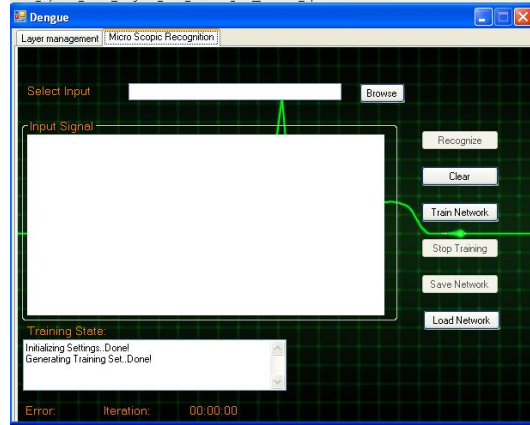 Dengue
Layer management Micro Scopic Recognition
Select Input
Browse
Input Signal
Recognize
Clear
Train Network
Stop Training
Save Network
Load Network
Training State:
Initializing Settings..Done!
Generating Training Set..Done!
Error: Iteration: 00:00:00